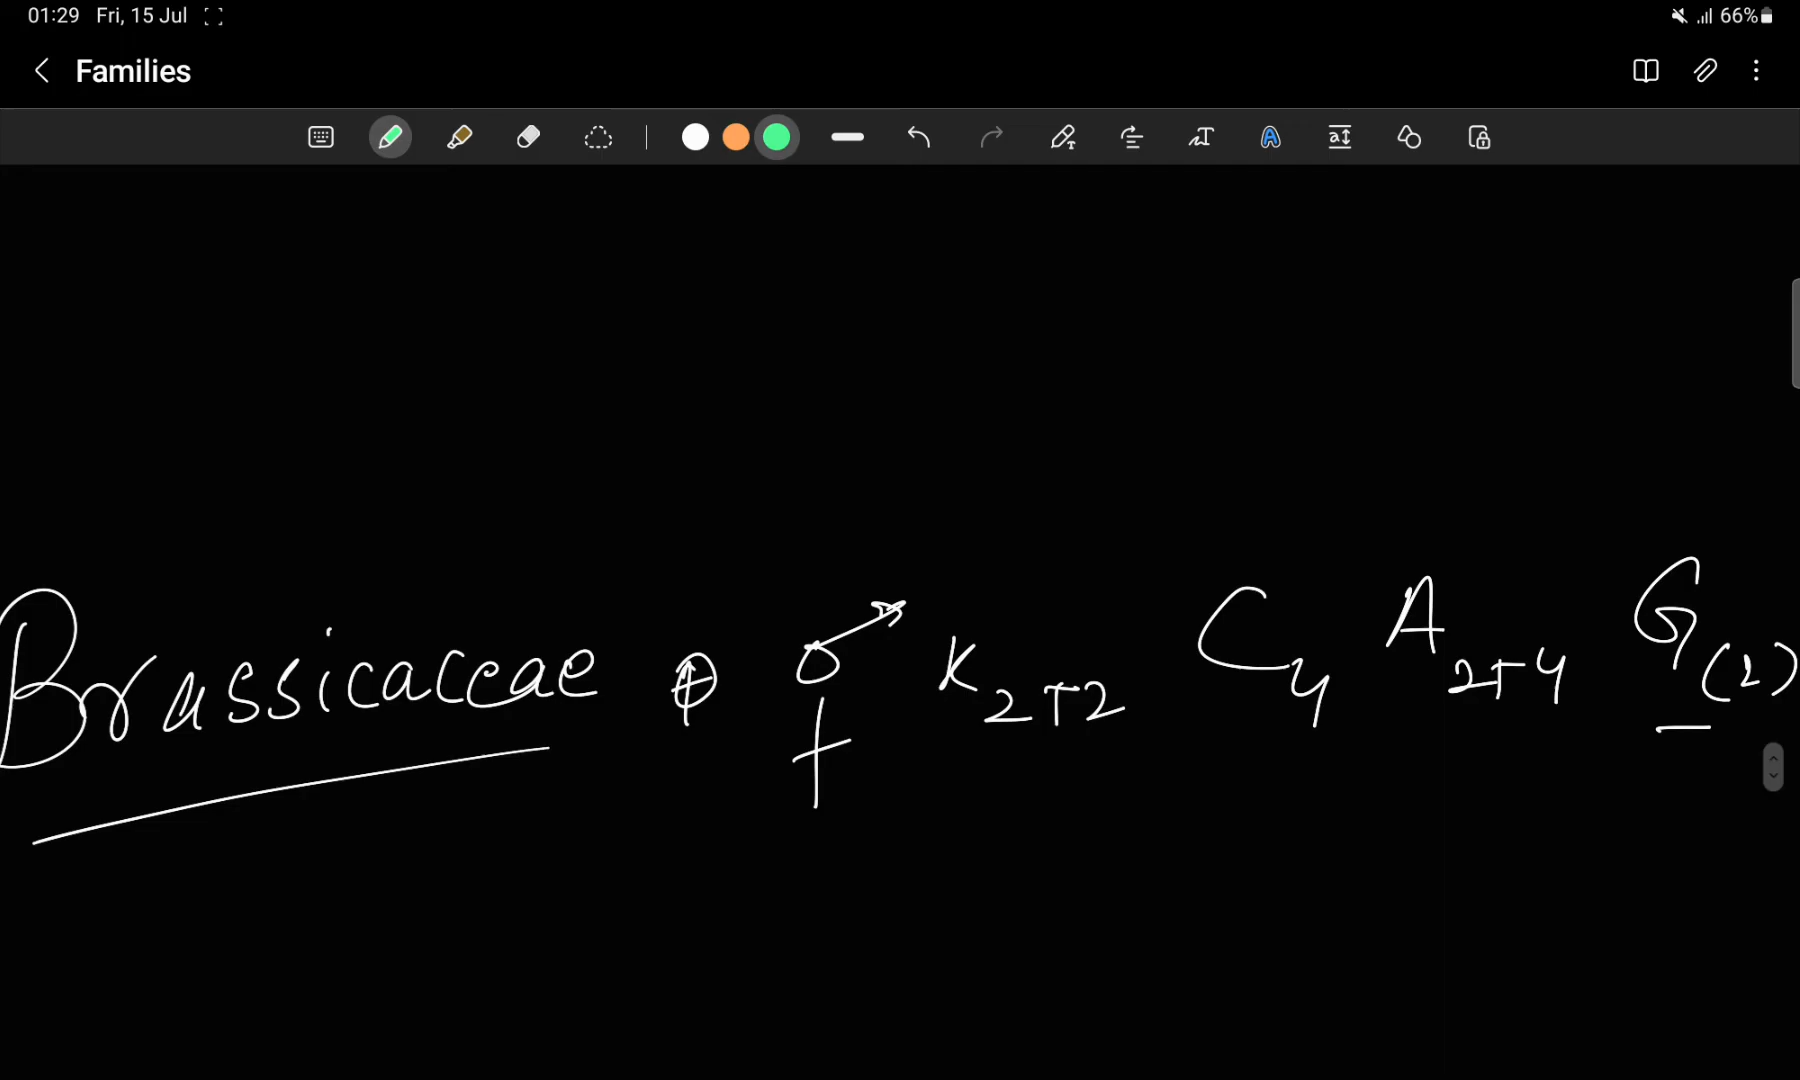 01:29 Fri, 15 Jul 66%
Families
Brassicaceae ⊕ ⚥ K₂₊₂ C₄ A₂₊₄ G̲₍₂₎